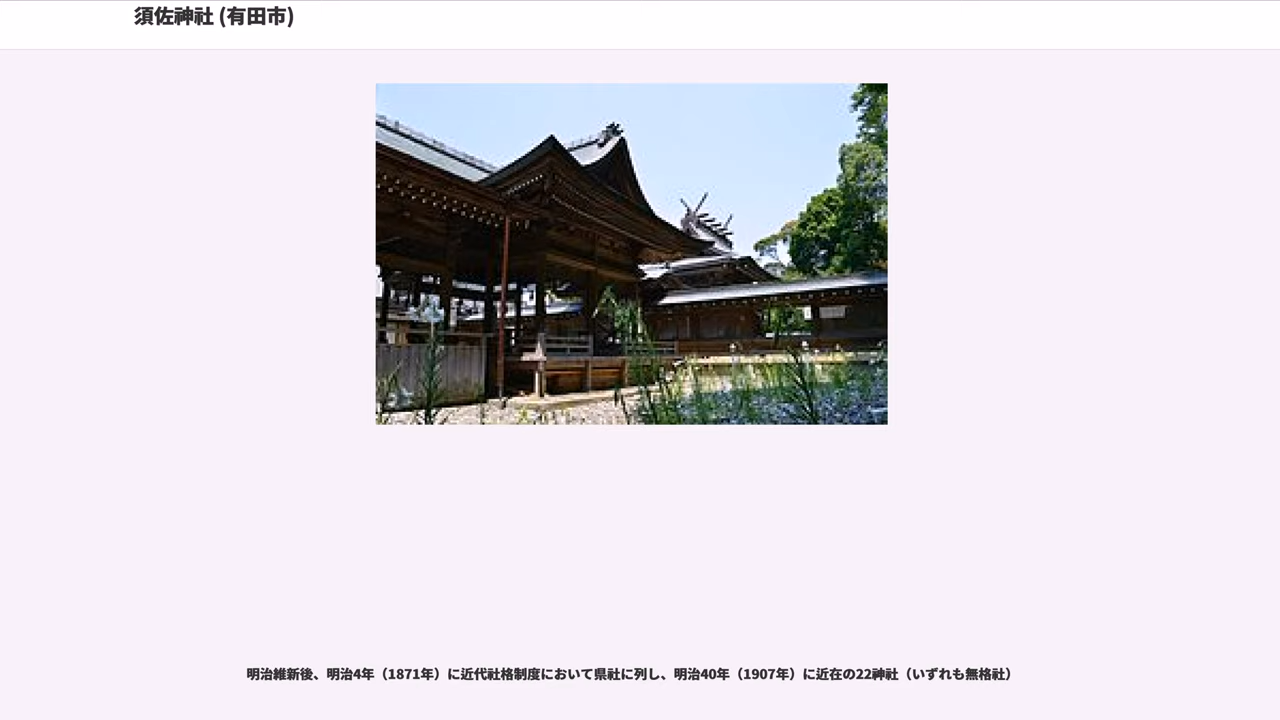 須佐神社 (有田市)
明治維新後、明治4年（1871年）に近代社格制度において県社に列し、明治40年（1907年）に近在の22神社（いずれも無格社）